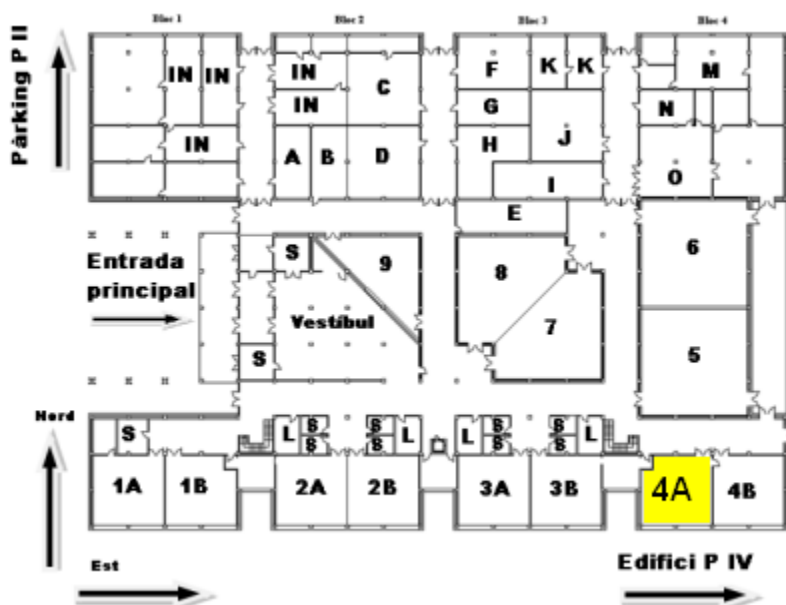 Bloc 1 Bloc 2 Bloc 3 Bloc 4
Pàrking P II
IN IN IN C F K K M
IN G N
IN A B D H J O
I
E
Entrada
principal
S 9 8 6
Vestíbul 7
S 5
Nord
S L S S L L S S L
S S S S
1A 1B 2A 2B 3A 3B 4A 4B
Est
Edifici P IV